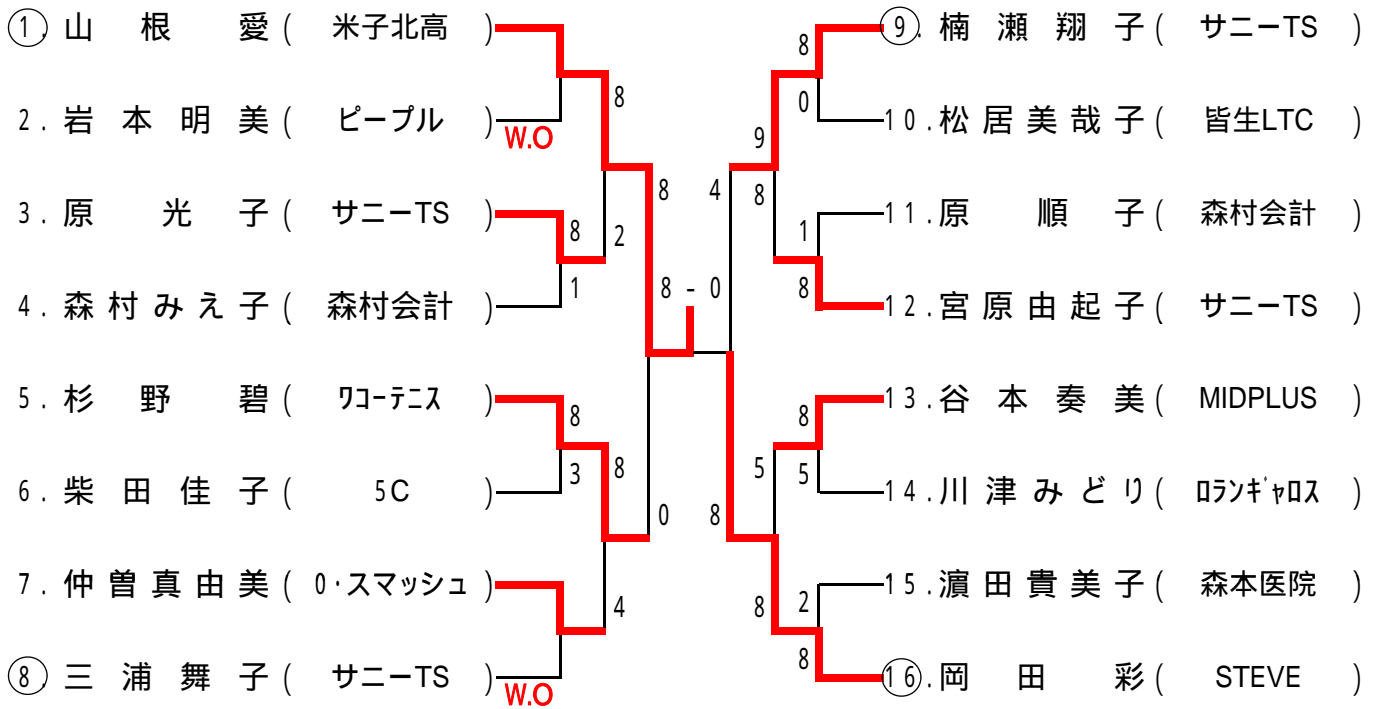 ① 山根愛 ( 米子北高 )
2. 岩本明美 ( ピープル )
W.O
3. 原光子 ( サニーTS )
4. 森村みえ子 ( 森村会計 )
5. 杉野碧 ( ワコーテニス )
6. 柴田佳子 ( 5C )
7. 仲曽真由美 ( O・スマッシュ )
⑧ 三浦舞子 ( サニーTS )
W.O
8
8
1
2
8
8
3
8
4
0
8 - 0
⑨. 楠瀬翔子 ( サニーTS )
10. 松居美哉子 ( 皆生LTC )
11. 原順子 ( 森村会計 )
12. 宮原由起子 ( サニーTS )
13. 谷本奏美 ( MIDPLUS )
14. 川津みどり ( ロランギャロス )
15. 濵田貴美子 ( 森本医院 )
⑯. 岡田彩 ( STEVE )
8
0
9
4
8
1
8
8
5
5
8
8
2
8